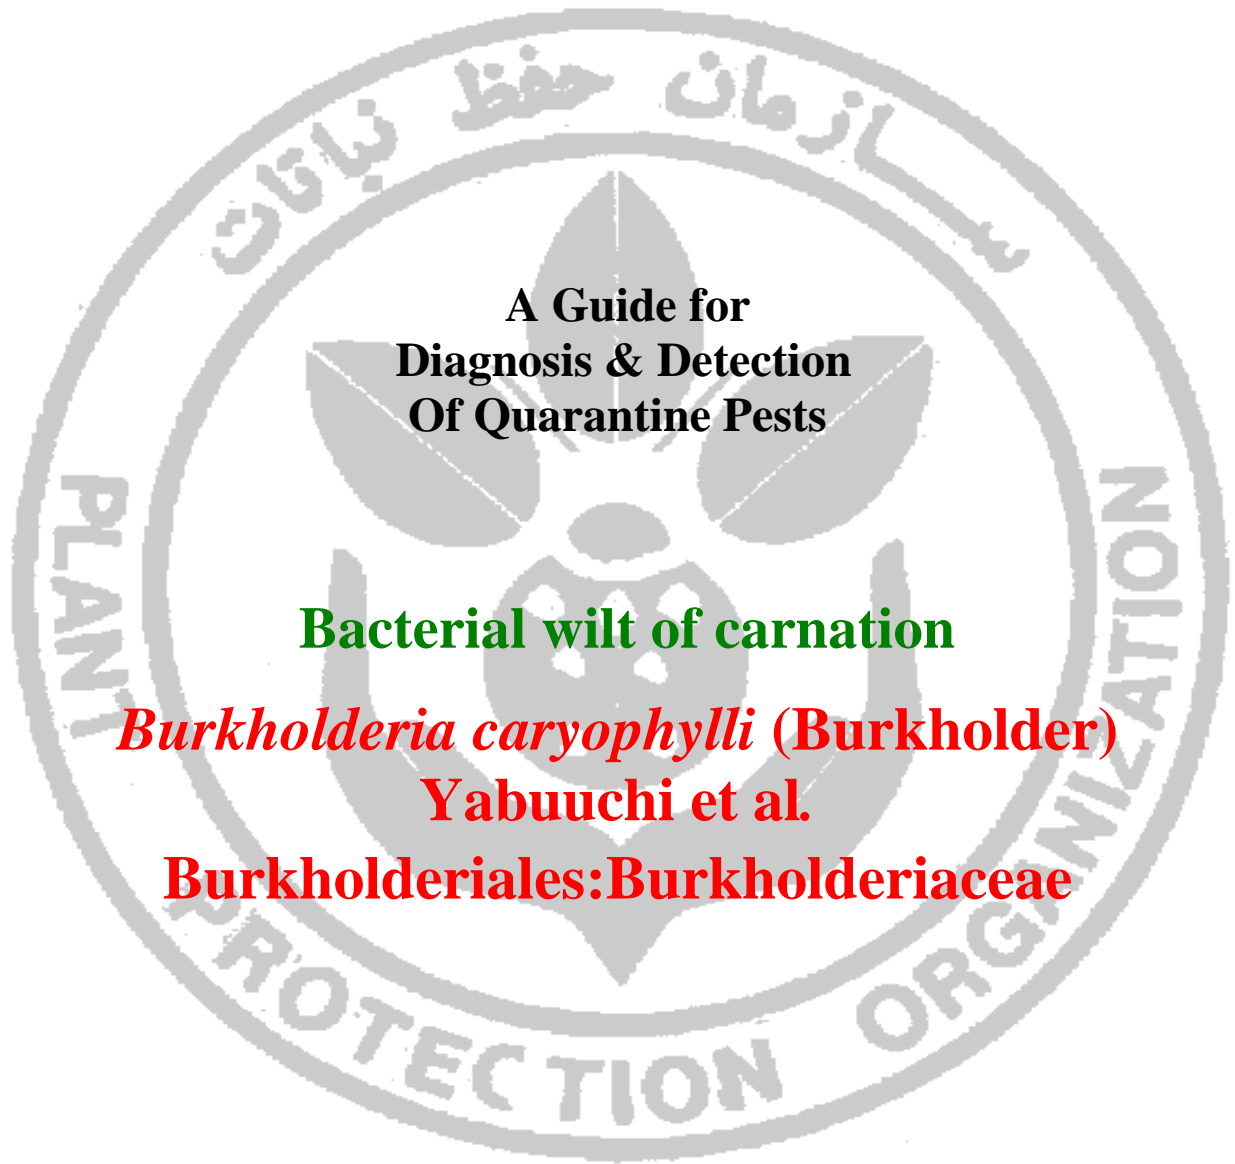 سازمان حفظ نباتات
A Guide for
Diagnosis & Detection
Of Quarantine Pests
Bacterial wilt of carnation
Burkholderia caryophylli (Burkholder)
Yabuuchi et al.
Burkholderiales:Burkholderiaceae
PLANT PROTECTION ORGANIZATION